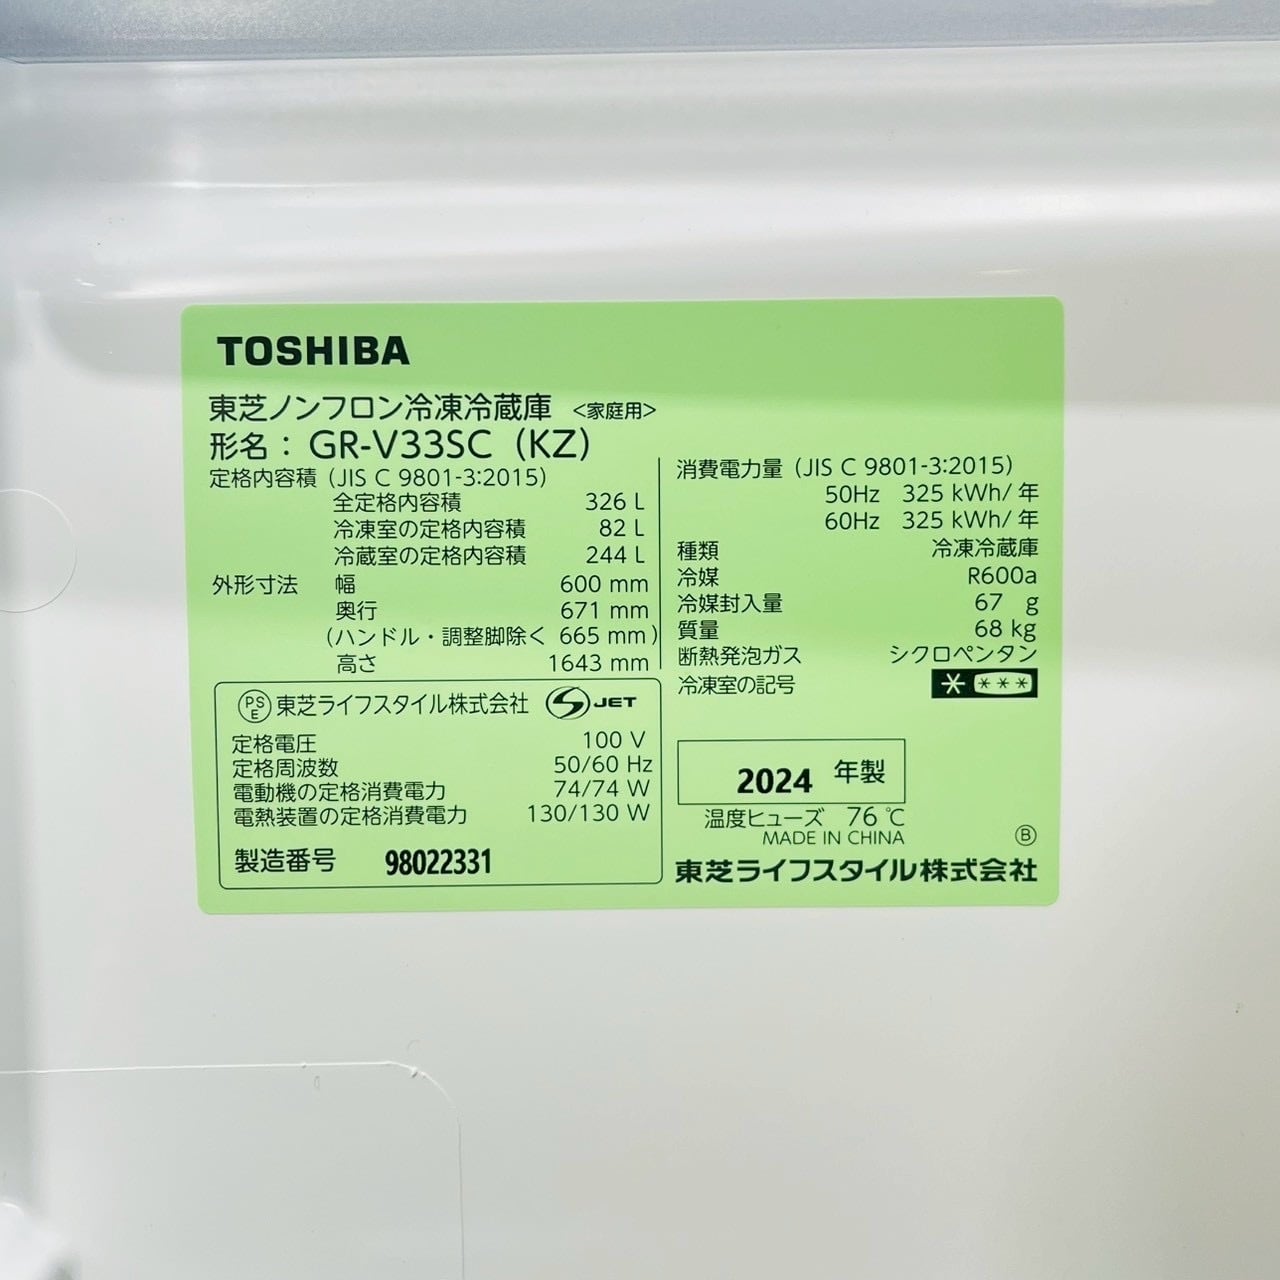 TOSHIBA
東芝ノンフロン冷凍冷蔵庫 <家庭用>
形名： GR-V33SC (KZ)
定格内容積 (JIS C 9801-3:2015)
全定格内容積 326 L
冷凍室の定格内容積 82 L
冷蔵室の定格内容積 244 L
外形寸法 幅 600 mm
奥行 671 mm
(ハンドル・調整脚除く 665 mm)
高さ 1643 mm
消費電力量 (JIS C 9801-3:2015)
50Hz 325 kWh/年
60Hz 325 kWh/年
種類 冷凍冷蔵庫
冷媒 R600a
冷媒封入量 67 g
質量 68 kg
断熱発泡ガス シクロペンタン
冷凍室の記号 * ***
PSE 東芝ライフスタイル株式会社 S JET
定格電圧 100 V
定格周波数 50/60 Hz
電動機の定格消費電力 74/74 W
電熱装置の定格消費電力 130/130 W
製造番号 98022331
2024 年製
温度ヒューズ 76 ℃
MADE IN CHINA Ⓑ
東芝ライフスタイル株式会社